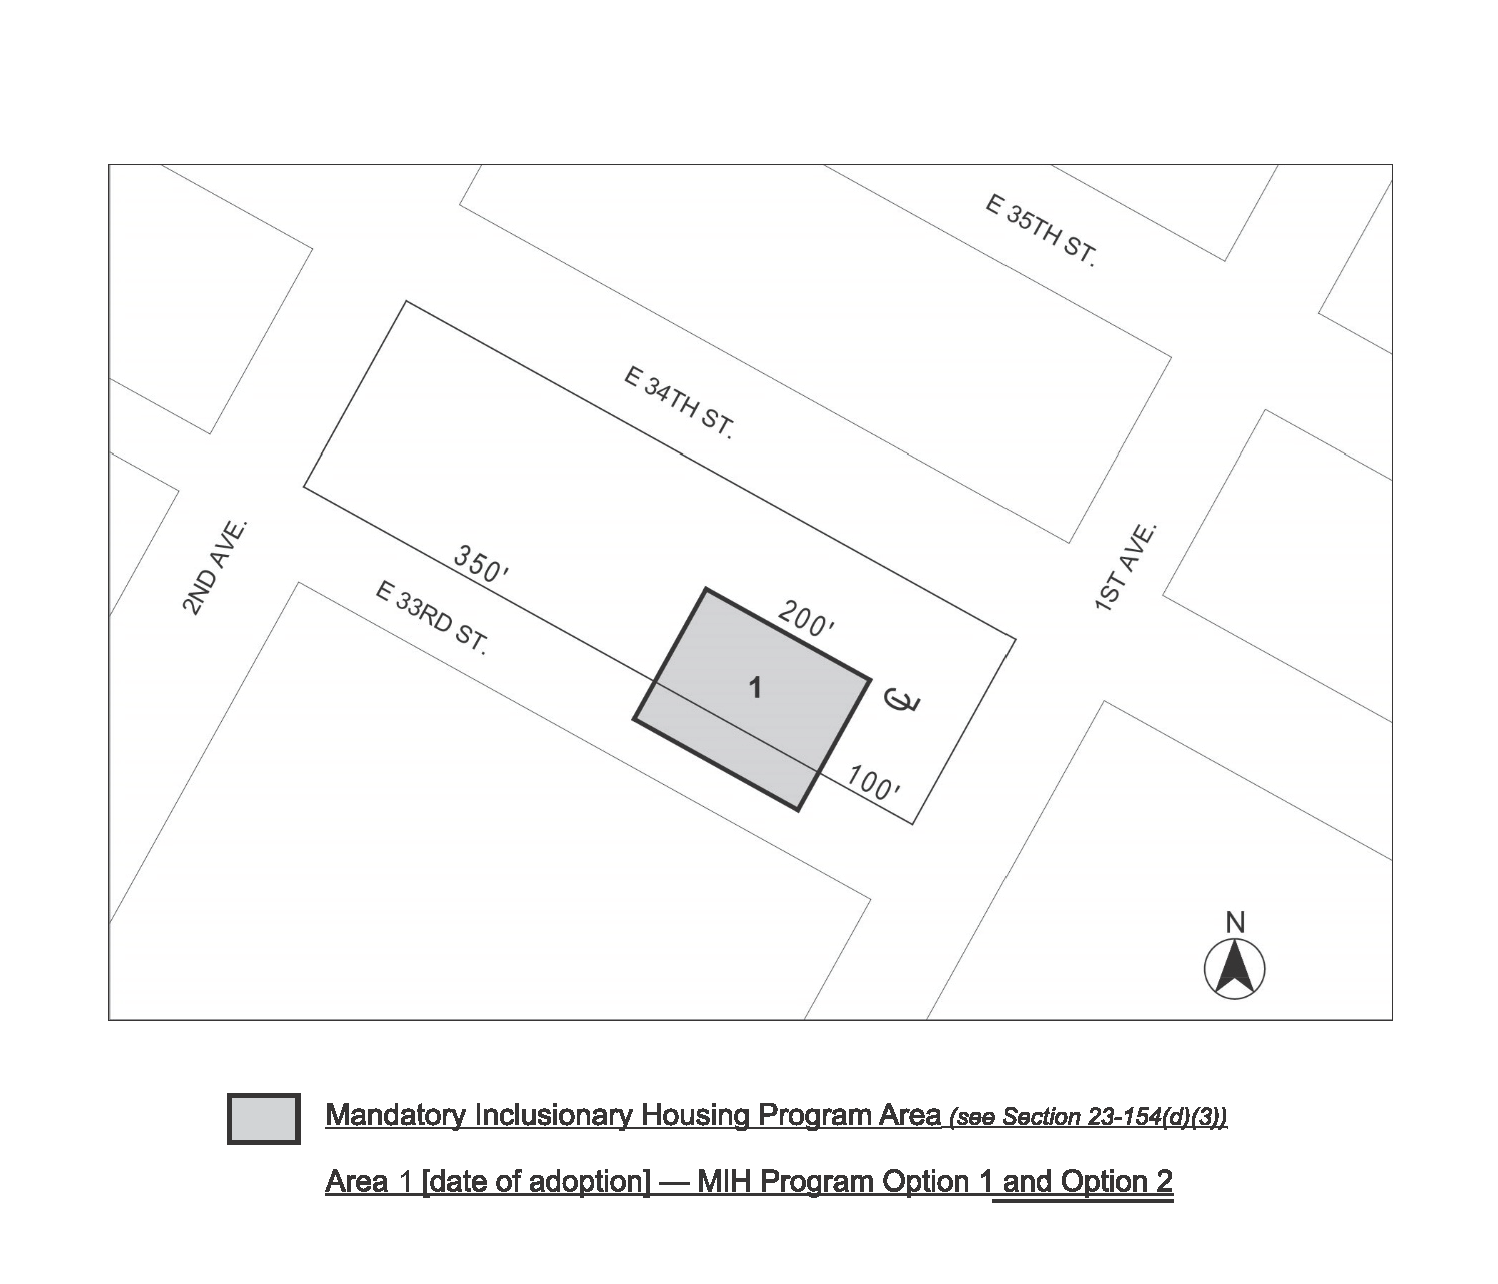 E 35TH ST.
E 34TH ST.
1ST AVE.
2ND AVE.
350'
E 33RD ST.
200'
1
100'
N
Mandatory Inclusionary Housing Program Area (see Section 23-154(d)(3))
Area 1 [date of adoption] — MIH Program Option 1 and Option 2